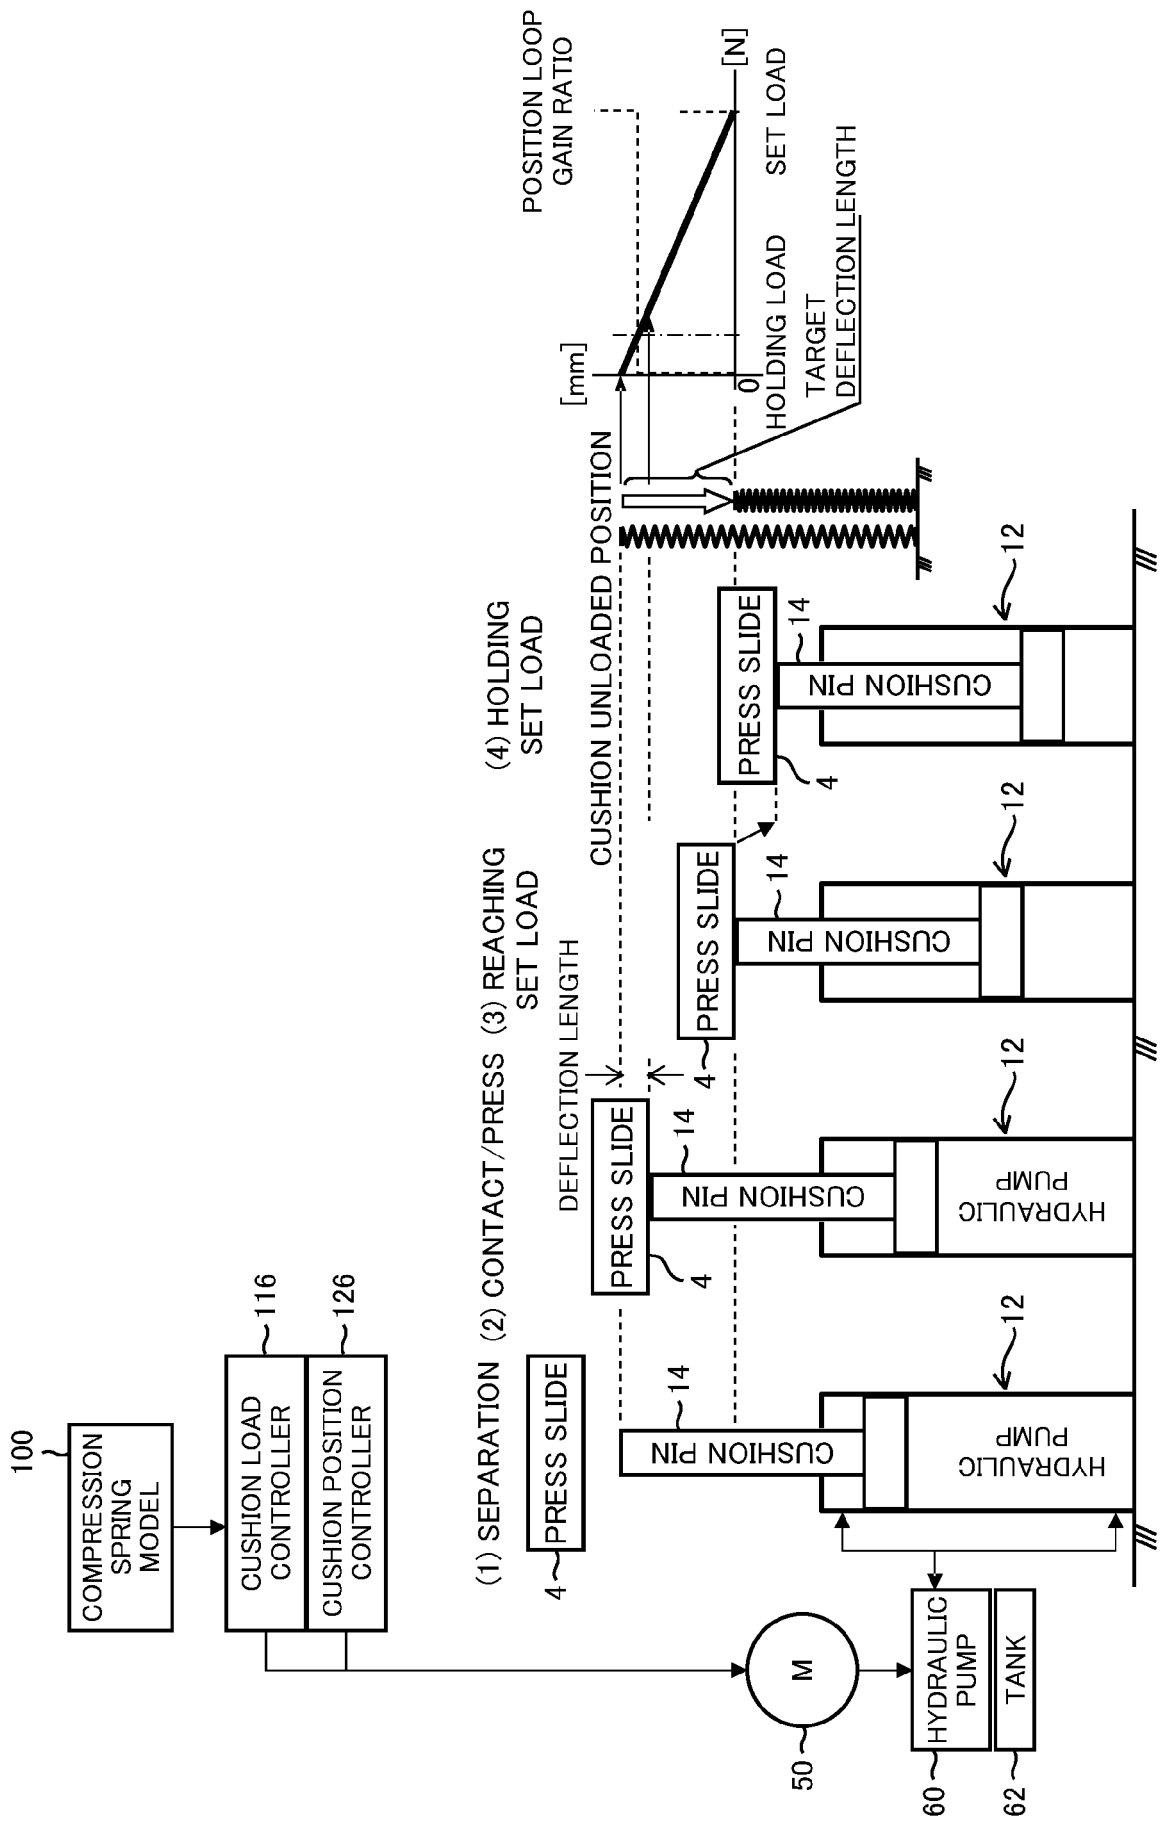 100
COMPRESSION
SPRING
MODEL
116
CUSHION LOAD
CONTROLLER
126
CUSHION POSITION
CONTROLLER
M
50
HYDRAULIC
PUMP
60
TANK
62
(1) SEPARATION
(2) CONTACT/PRESS
(3) REACHING
SET LOAD
(4) HOLDING
SET LOAD
PRESS SLIDE
4
CUSHION PIN
14
HYDRAULIC
PUMP
12
DEFLECTION LENGTH
PRESS SLIDE
4
CUSHION PIN
14
HYDRAULIC
PUMP
12
PRESS SLIDE
4
CUSHION PIN
14
12
CUSHION UNLOADED POSITION
PRESS SLIDE
4
CUSHION PIN
14
12
POSITION LOOP
GAIN RATIO
[mm]
[N]
0
HOLDING LOAD
SET LOAD
TARGET
DEFLECTION LENGTH